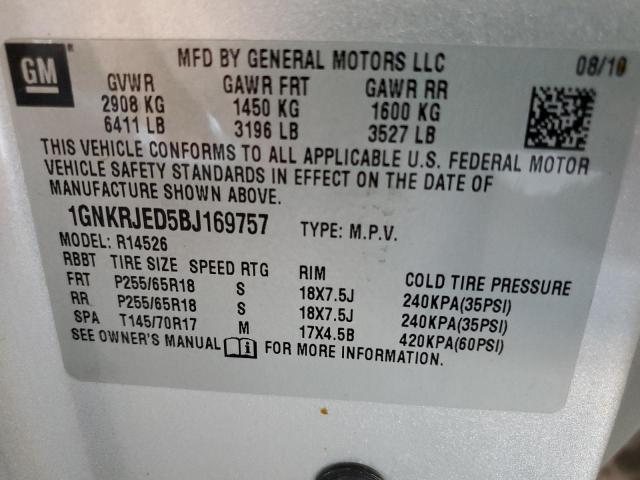 GM
MFD BY GENERAL MOTORS LLC 08/10
GVWR GAWR FRT GAWR RR
2908 KG 1450 KG 1600 KG
6411 LB 3196 LB 3527 LB
THIS VEHICLE CONFORMS TO ALL APPLICABLE U.S. FEDERAL MOTOR
VEHICLE SAFETY STANDARDS IN EFFECT ON THE DATE OF
MANUFACTURE SHOWN ABOVE.
1GNKRJED5BJ169757 TYPE: M.P.V.
MODEL: R14526
RBBT TIRE SIZE SPEED RTG RIM COLD TIRE PRESSURE
FRT P255/65R18 S 18X7.5J 240KPA(35PSI)
RR P255/65R18 S 18X7.5J 240KPA(35PSI)
SPA T145/70R17 M 17X4.5B 420KPA(60PSI)
SEE OWNER'S MANUAL FOR MORE INFORMATION.